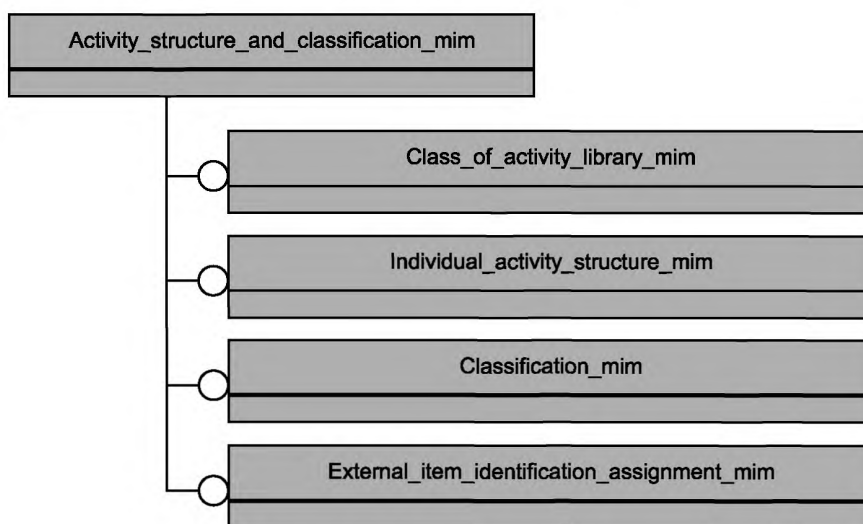 Activity_structure_and_classification_mim
Class_of_activity_library_mim
Individual_activity_structure_mim
Classification_mim
External_item_identification_assignment_mim